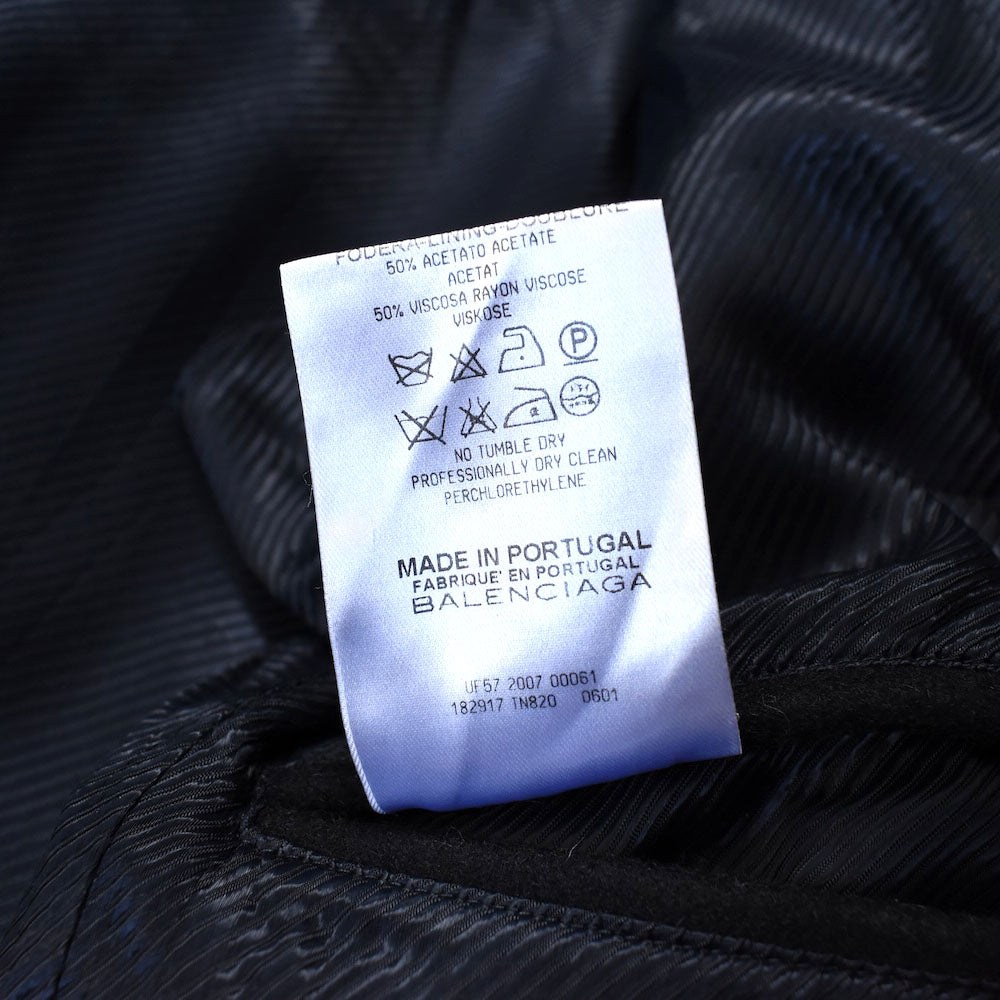 FODERA-LINING-DOUBLURE
50% ACETATO ACETATE
ACETAT
50% VISCOSA RAYON VISCOSE
VISKOSE
P
NO TUMBLE DRY
PROFESSIONALLY DRY CLEAN
PERCHLORETHYLENE
MADE IN PORTUGAL
FABRIQUE' EN PORTUGAL
BALENCIAGA
UF57 2007 00061
182917 TN820 0601